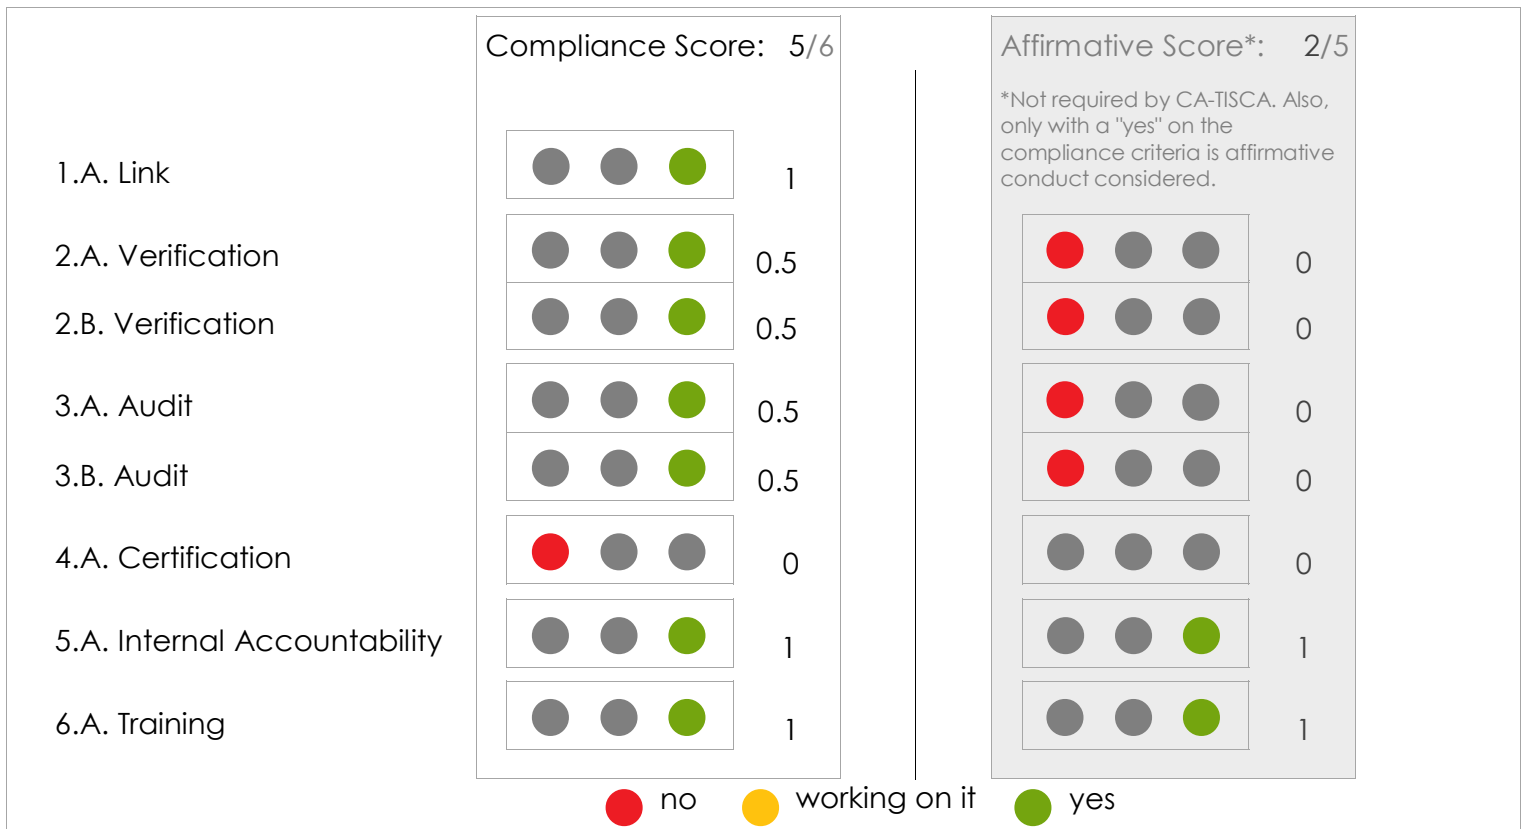 Compliance Score: 5/6
Affirmative Score*: 2/5
*Not required by CA-TISCA. Also,
only with a "yes" on the
compliance criteria is affirmative
conduct considered.
1.A. Link 1
2.A. Verification 0.5 0
2.B. Verification 0.5 0
3.A. Audit 0.5 0
3.B. Audit 0.5 0
4.A. Certification 0 0
5.A. Internal Accountability 1 1
6.A. Training 1 1
no working on it yes